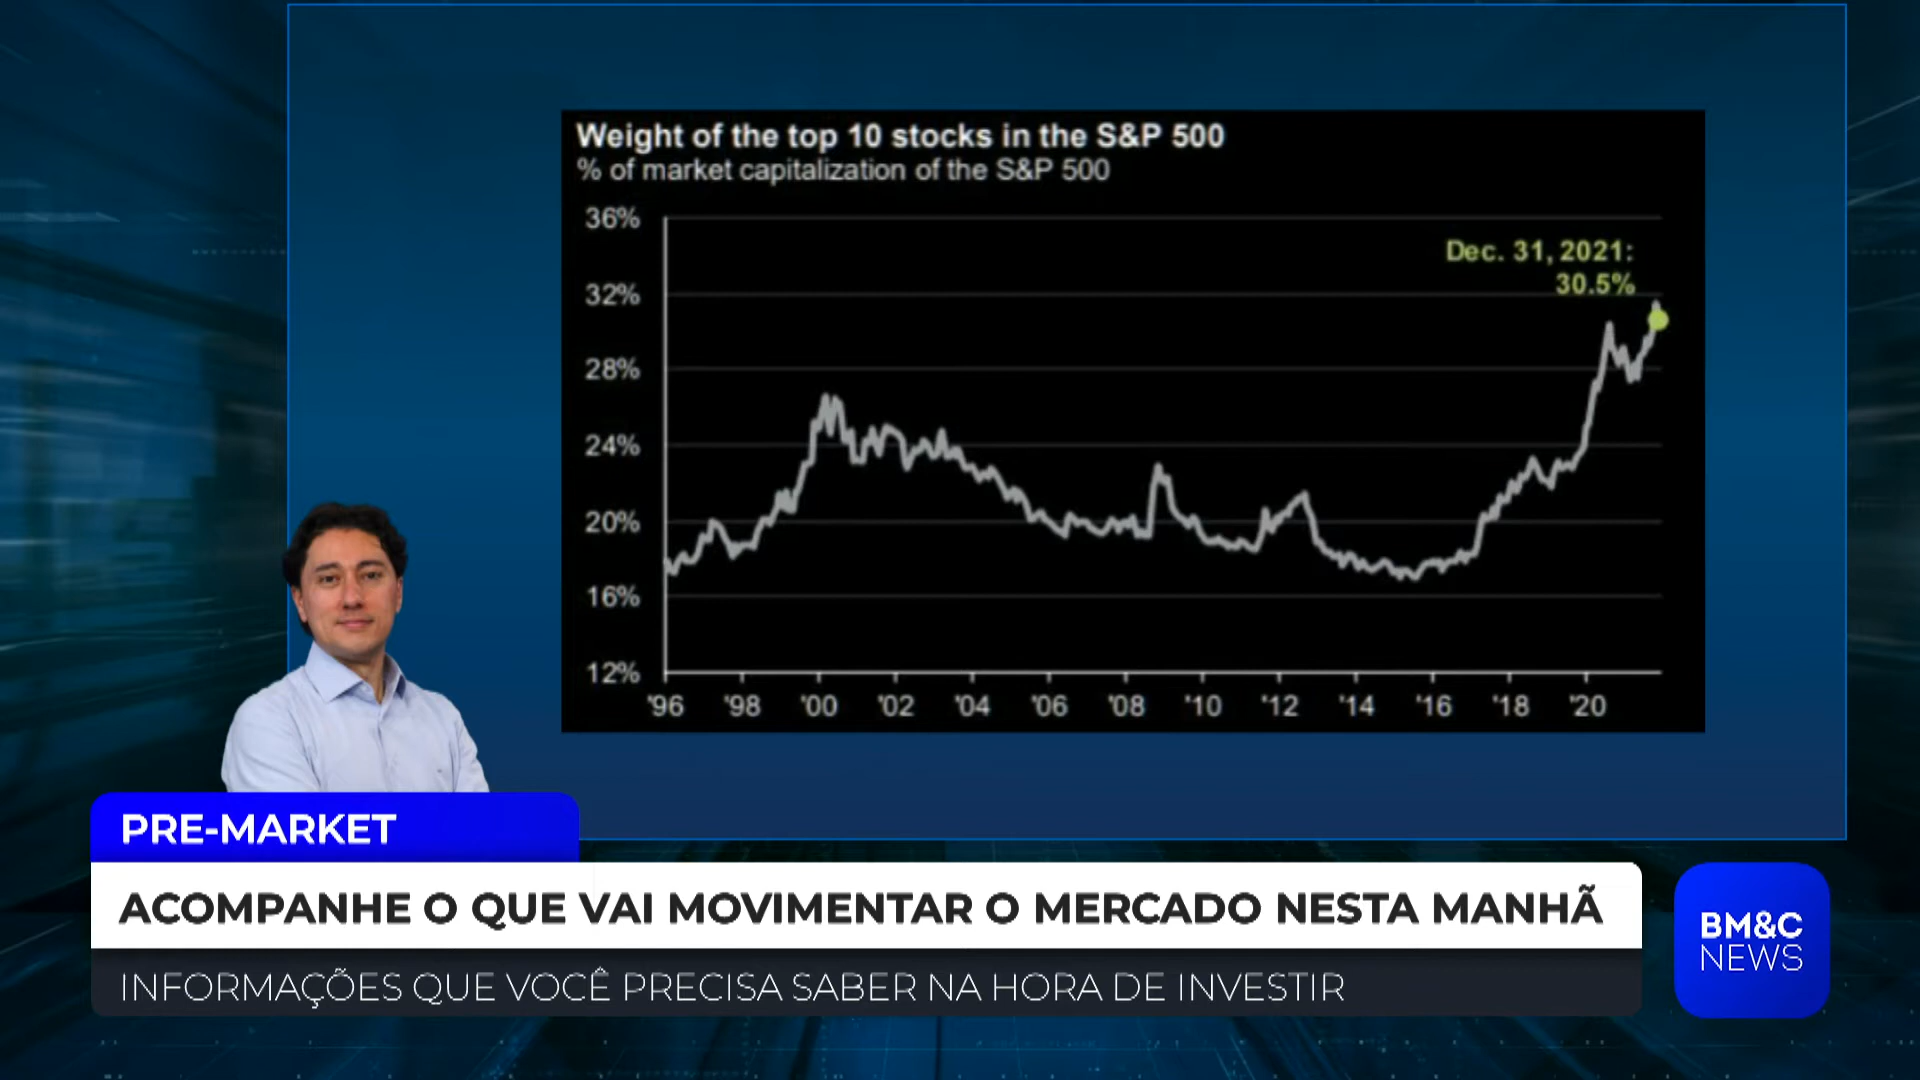 Weight of the top 10 stocks in the S&P 500
% of market capitalization of the S&P 500
36%
Dec. 31, 2021:
30.5%
32%
28%
24%
20%
16%
12%
'96 '98 '00 '02 '04 '06 '08 '10 '12 '14 '16 '18 '20
PRE-MARKET
ACOMPANHE O QUE VAI MOVIMENTAR O MERCADO NESTA MANHÃ
INFORMAÇÕES QUE VOCÊ PRECISA SABER NA HORA DE INVESTIR
BM&C
NEWS